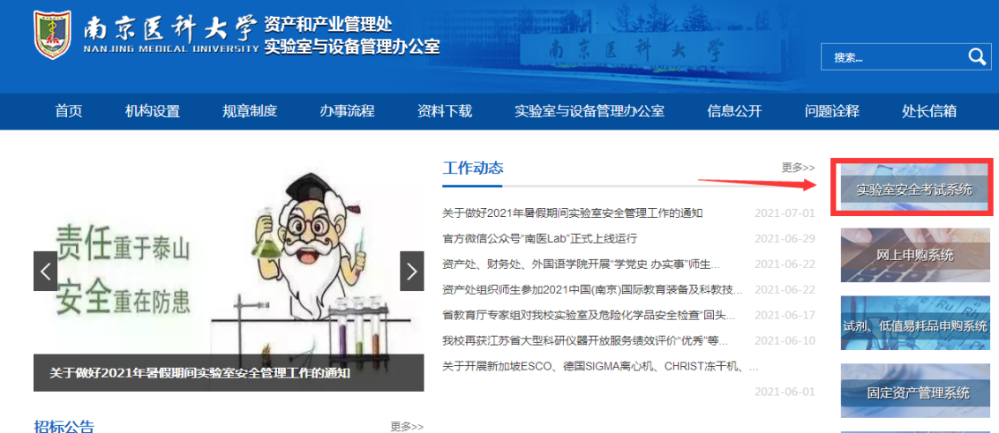 南京医科大学
NANJING MEDICAL UNIVERSITY
资产和产业管理处
实验室与设备管理办公室
南京医科大学
搜索...
首页 机构设置 规章制度 办事流程 资料下载 实验室与设备管理办公室 信息公开 问题诠释 处长信箱
责任重于泰山
安全重在防患
关于做好2021年暑假期间实验室安全管理工作的通知
工作动态 更多>>
关于做好2021年暑假期间实验室安全管理工作的通知 2021-07-01
官方微信公众号“南医Lab”正式上线运行 2021-06-29
资产处、财务处、外国语学院开展“学党史 办实事”师生... 2021-06-22
资产处组织师生参加2021中国(南京)国际教育装备及科教技... 2021-06-22
省教育厅专家组对我校实验室及危险化学品安全检查“回头... 2021-06-17
我校再获江苏省大型科研仪器开放服务绩效评价“优秀”等... 2021-06-10
关于开展新加坡ESCO、德国SIGMA离心机、CHRIST冻干机、...
2021-06-01
实验室安全考试系统
网上申购系统
试剂、低值易耗品申购系统
固定资产管理系统
招标公告 更多>>